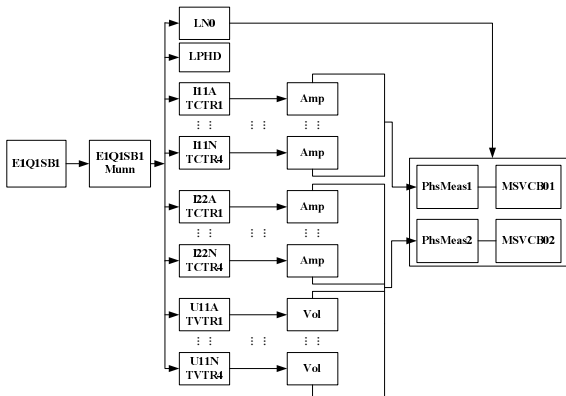 LN0
LPHD
I11A
TCTR1
Amp
I11N
TCTR4
Amp
E1Q1SB1
E1Q1SB1
Munn
PhsMeas1
MSVCB01
I22A
TCTR1
Amp
PhsMeas2
MSVCB02
I22N
TCTR4
Amp
U11A
TVTR1
Vol
U11N
TVTR4
Vol